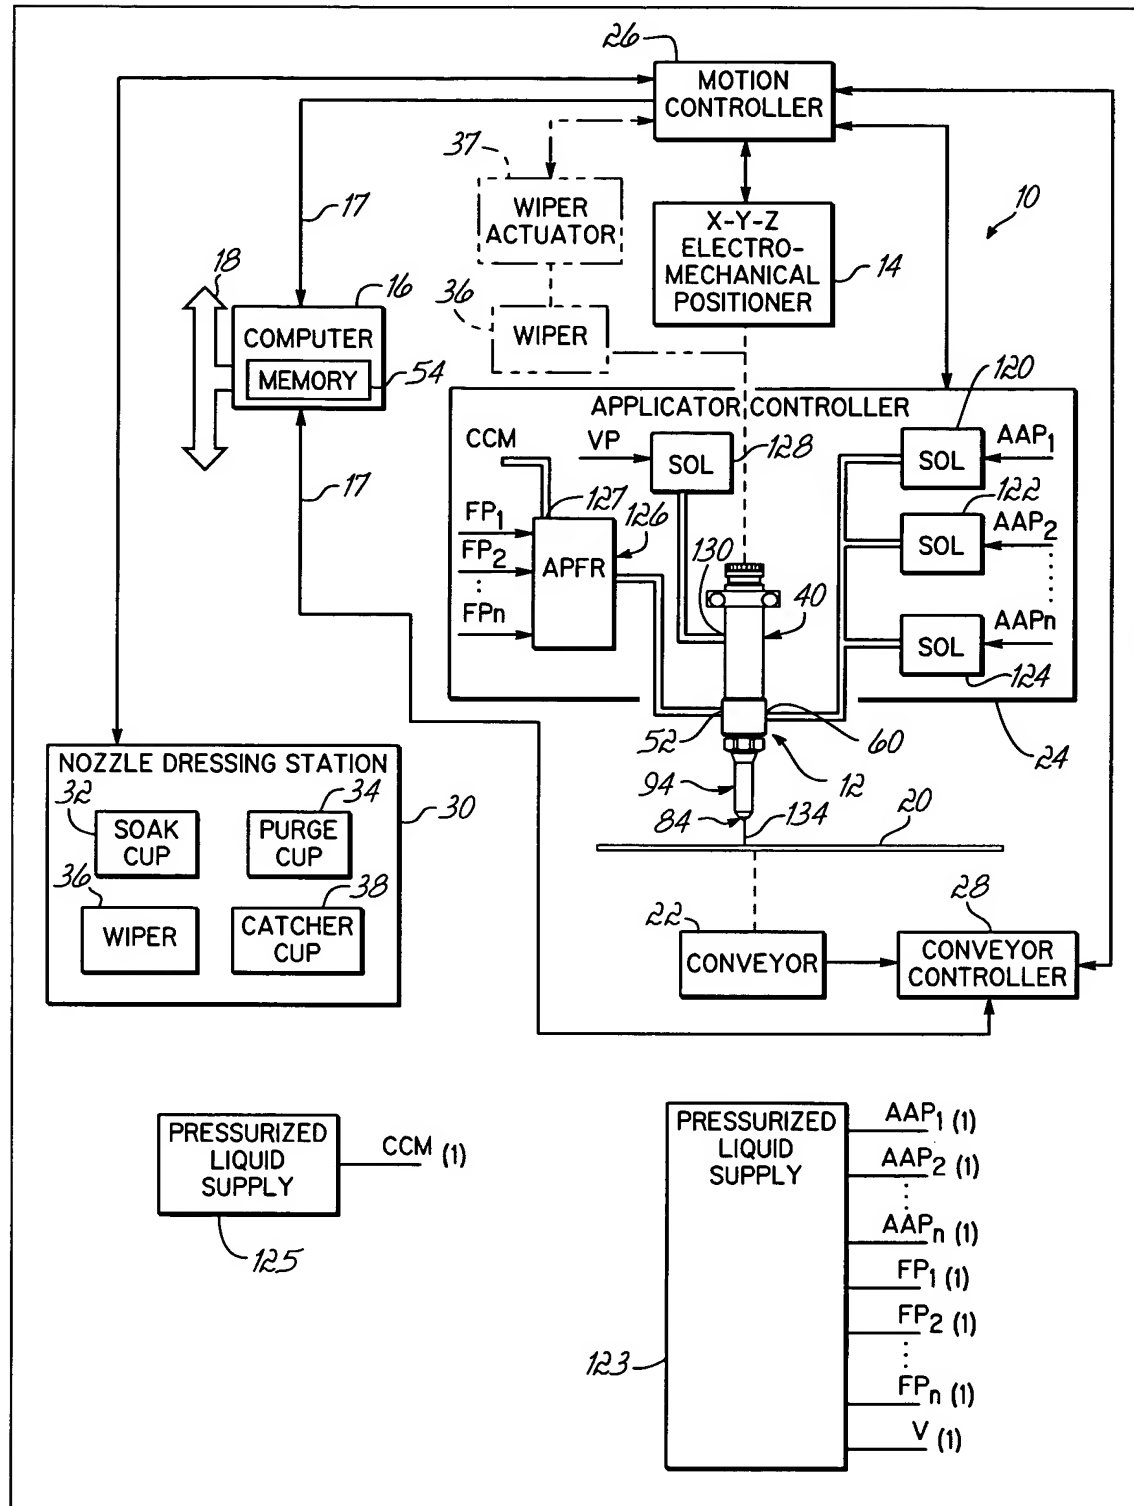 26
MOTION
CONTROLLER
37
WIPER
ACTUATOR
17
X-Y-Z
ELECTRO-
MECHANICAL
POSITIONER
14
10
18
16
COMPUTER
MEMORY
54
36
WIPER
17
APPLICATOR CONTROLLER
CCM
VP
SOL
128
120
SOL
AAP1
127
126
FP1
FP2
FPn
APFR
130
40
122
SOL
AAP2
SOL
AAPn
124
52
60
24
12
94
84
134
20
NOZZLE DRESSING STATION
32
SOAK
CUP
34
PURGE
CUP
30
36
WIPER
38
CATCHER
CUP
22
CONVEYOR
28
CONVEYOR
CONTROLLER
PRESSURIZED
LIQUID
SUPPLY
CCM (1)
125
PRESSURIZED
LIQUID
SUPPLY
123
AAP1 (1)
AAP2 (1)
AAPn (1)
FP1 (1)
FP2 (1)
FPn (1)
V (1)